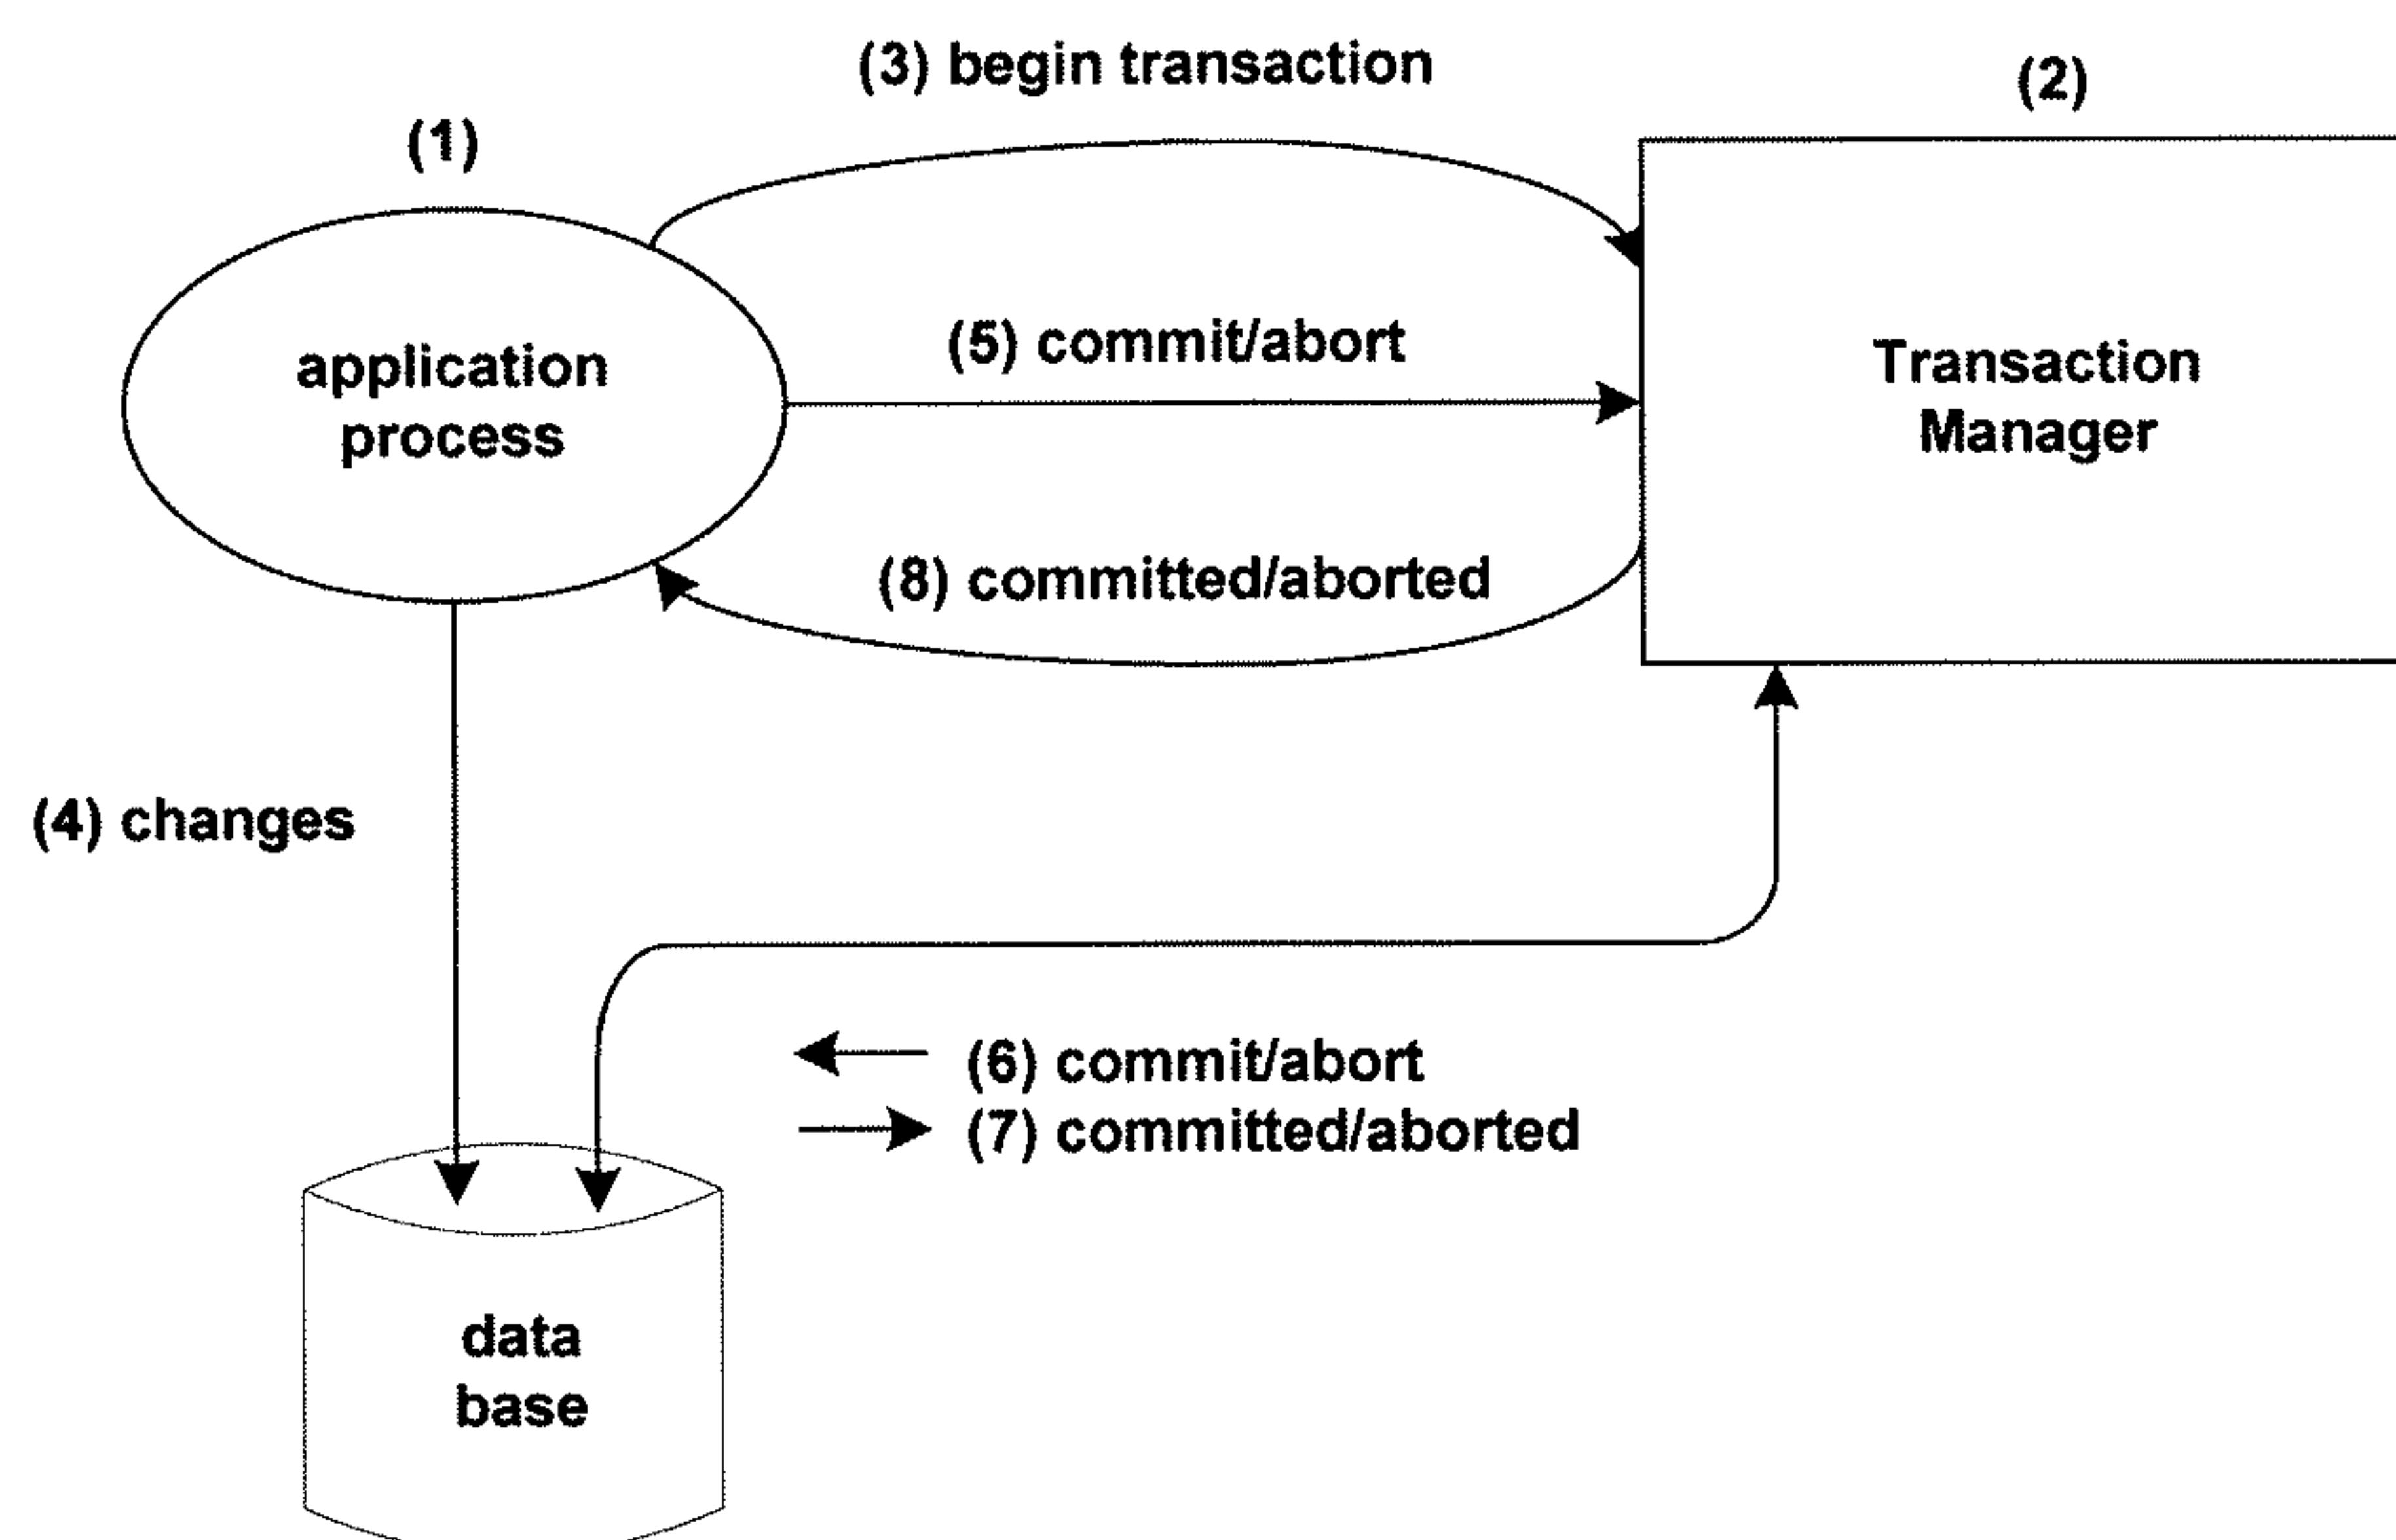 (3) begin transaction
(2)
(1)
application
process
(5) commit/abort
Transaction
Manager
(8) committed/aborted
(4) changes
(6) commit/abort
(7) committed/aborted
data
base